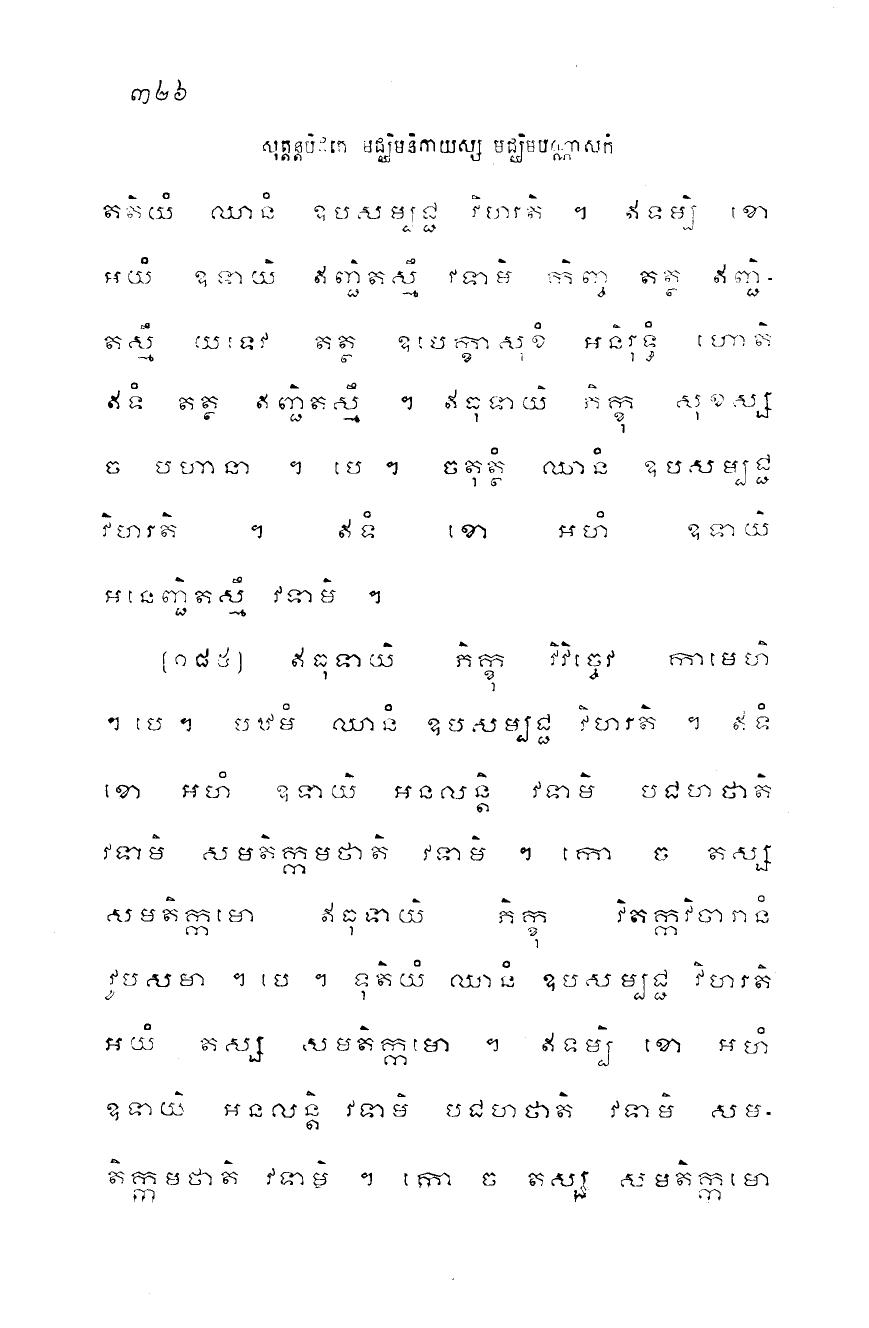 ៣២៦
សុត្តន្តបិដកេ មជ្ឈិមនិកាយស្ស មជ្ឈិមបណ្ណាសកំ
តតិយំ ឈានំ ឧបសម្បជ្ជ វិហរតិ ។ ឥទម្បិ ខោ
អយំ ឧទាយិ ឥញ្ជិតស្មឹ វទាមិ កិញ្ច តត្ថ ឥញ្ជិ-
តស្មឹ យទេវ តត្ថ ឧបេក្ខាសុខំ អនិរុទ្ធំ ហោតិ
ឥទំ តត្ថ ឥញ្ជិតស្មឹ ។ ឥធុទាយិ ភិក្ខុ សុខស្ស
ច បហានា ។ បេ ។ ចតុត្ថំ ឈានំ ឧបសម្បជ្ជ
វិហរតិ ។ ឥទំ ខោ អហំ ឧទាយិ
អនេញ្ជិតស្មឹ វទាមិ ។
[១៨៥] ឥធុទាយិ ភិក្ខុ វិវិច្ចេវ កាមេហិ
។ បេ ។ បឋមំ ឈានំ ឧបសម្បជ្ជ វិហរតិ ។ ឥទំ
ខោ អហំ ឧទាយិ អនលន្តិ វទាមិ បជហថាតិ
វទាមិ សមតិក្កមថាតិ វទាមិ ។ កោ ច តស្ស
សមតិក្កមោ ឥធុទាយិ ភិក្ខុ វិតក្កវិចារានំ
វូបសមា ។ បេ ។ ទុតិយំ ឈានំ ឧបសម្បជ្ជ វិហរតិ
អយំ តស្ស សមតិក្កមោ ។ ឥទម្បិ ខោ អហំ
ឧទាយិ អនលន្តិ វទាមិ បជហថាតិ វទាមិ សម-
តិក្កមថាតិ វទាមិ ។ កោ ច តស្ស សមតិក្កមោ